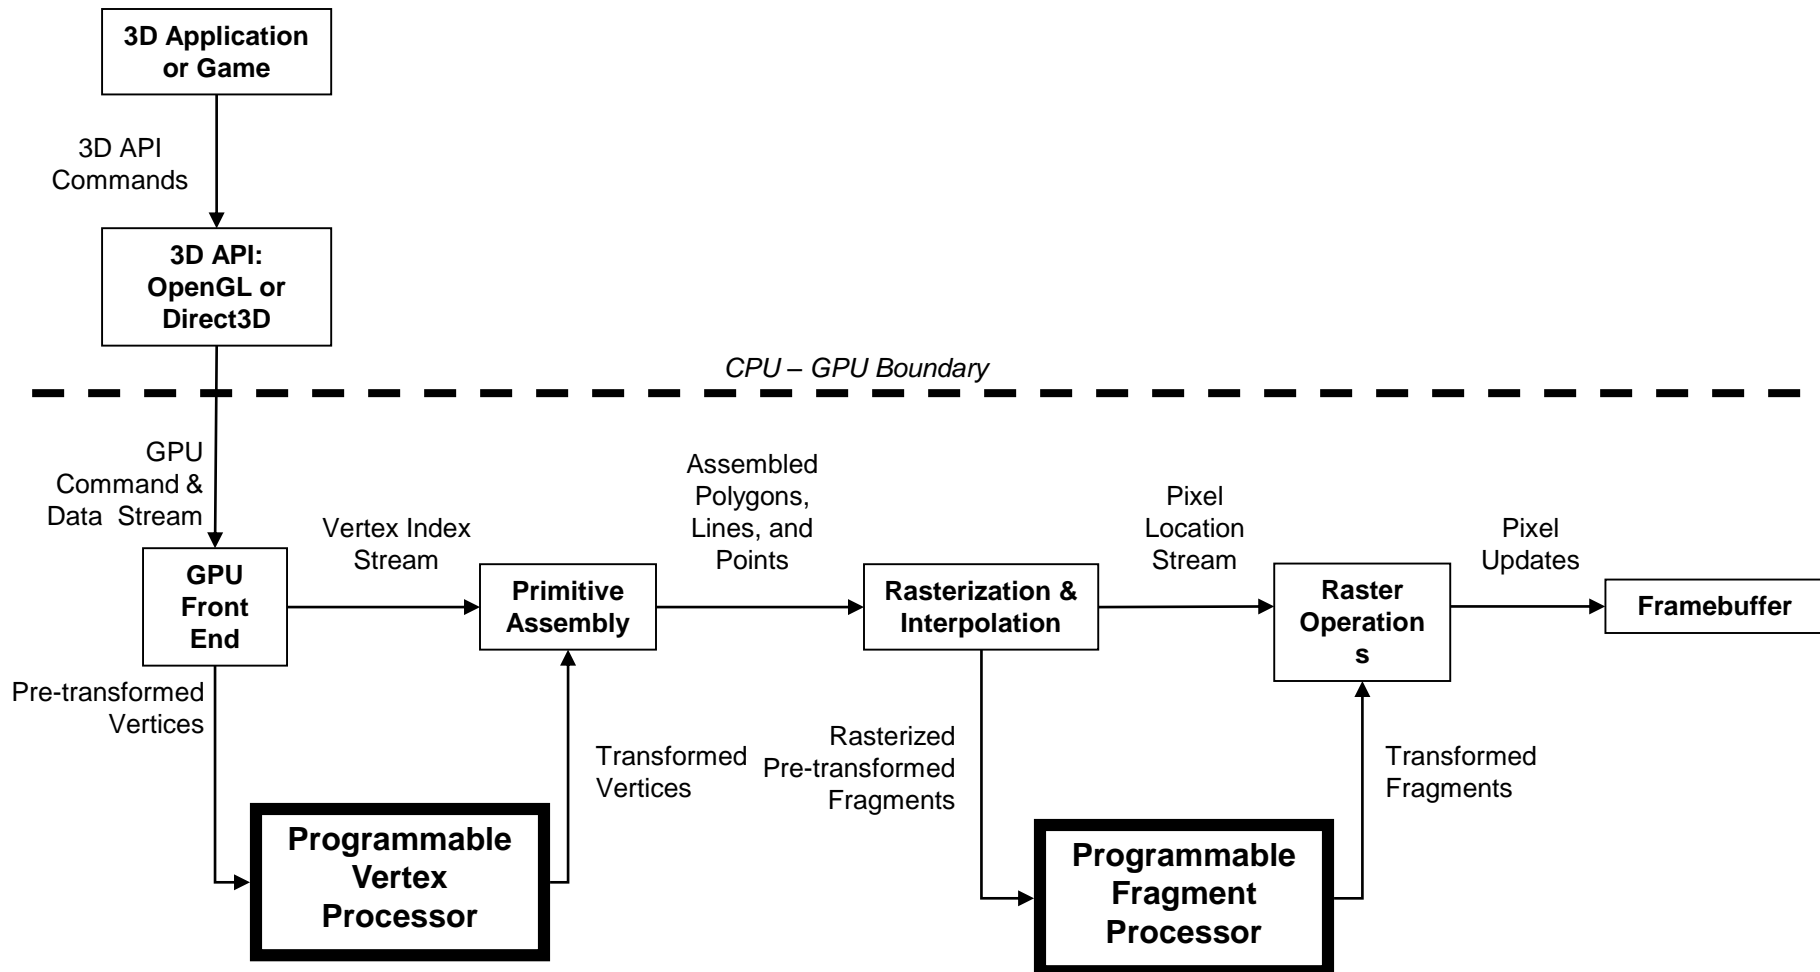 3D Application
or Game
3D API
Commands
3D API:
OpenGL or
Direct3D
CPU – GPU Boundary
GPU
Command &
Data Stream
Vertex Index
Stream
Assembled
Polygons,
Lines, and
Points
Pixel
Location
Stream
Pixel
Updates
GPU
Front
End
Primitive
Assembly
Rasterization &
Interpolation
Raster
Operation
s
Framebuffer
Pre-transformed
Vertices
Transformed
Vertices
Rasterized
Pre-transformed
Fragments
Transformed
Fragments
Programmable
Vertex
Processor
Programmable
Fragment
Processor